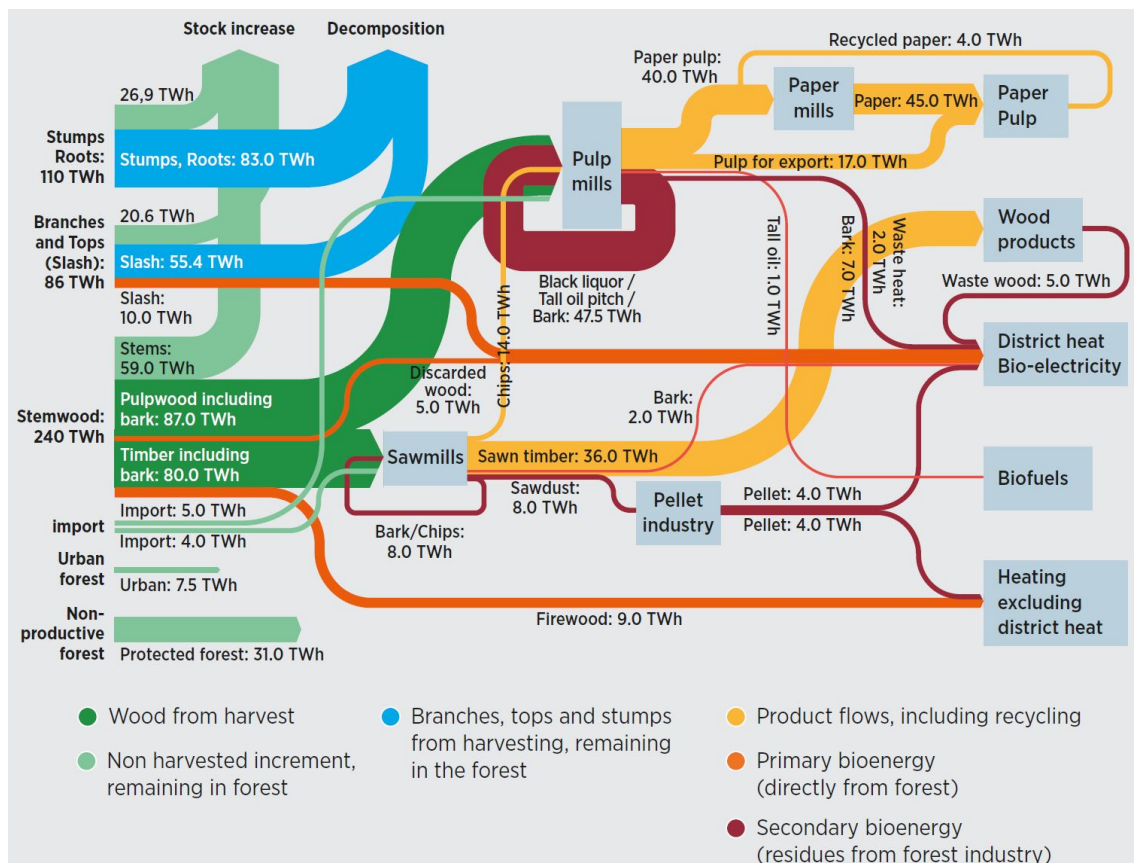 Stock increase
Decomposition
Recycled paper: 4.0 TWh
Paper pulp:
40.0 TWh
Paper
mills
Paper: 45.0 TWh
Paper
Pulp
26,9 TWh
Stumps
Roots:
110 TWh
Stumps, Roots: 83.0 TWh
Pulp
mills
Pulp for export: 17.0 TWh
20.6 TWh
Branches
and Tops
(Slash):
86 TWh
Slash: 55.4 TWh
Slash:
10.0 TWh
Black liquor /
Tall oil pitch /
Bark: 47.5 TWh
Tall oil: 1.0 TWh
Bark: 7.0 TWh
Waste heat:
2.0 TWh
Wood
products
Waste wood: 5.0 TWh
Stems:
59.0 TWh
Chips: 14.0 TWh
District heat
Bio-electricity
Stemwood:
240 TWh
Pulpwood including
bark: 87.0 TWh
Discarded
wood:
5.0 TWh
Bark:
2.0 TWh
Timber including
bark: 80.0 TWh
Sawmills
Sawn timber: 36.0 TWh
Sawdust:
8.0 TWh
Pellet
industry
Pellet: 4.0 TWh
Pellet: 4.0 TWh
Biofuels
import
Import: 5.0 TWh
Import: 4.0 TWh
Bark/Chips:
8.0 TWh
Urban
forest
Urban: 7.5 TWh
Non-
productive
forest
Protected forest: 31.0 TWh
Firewood: 9.0 TWh
Heating
excluding
district heat
Wood from harvest
Non harvested increment,
remaining in forest
Branches, tops and stumps
from harvesting, remaining
in the forest
Product flows, including recycling
Primary bioenergy
(directly from forest)
Secondary bioenergy
(residues from forest industry)